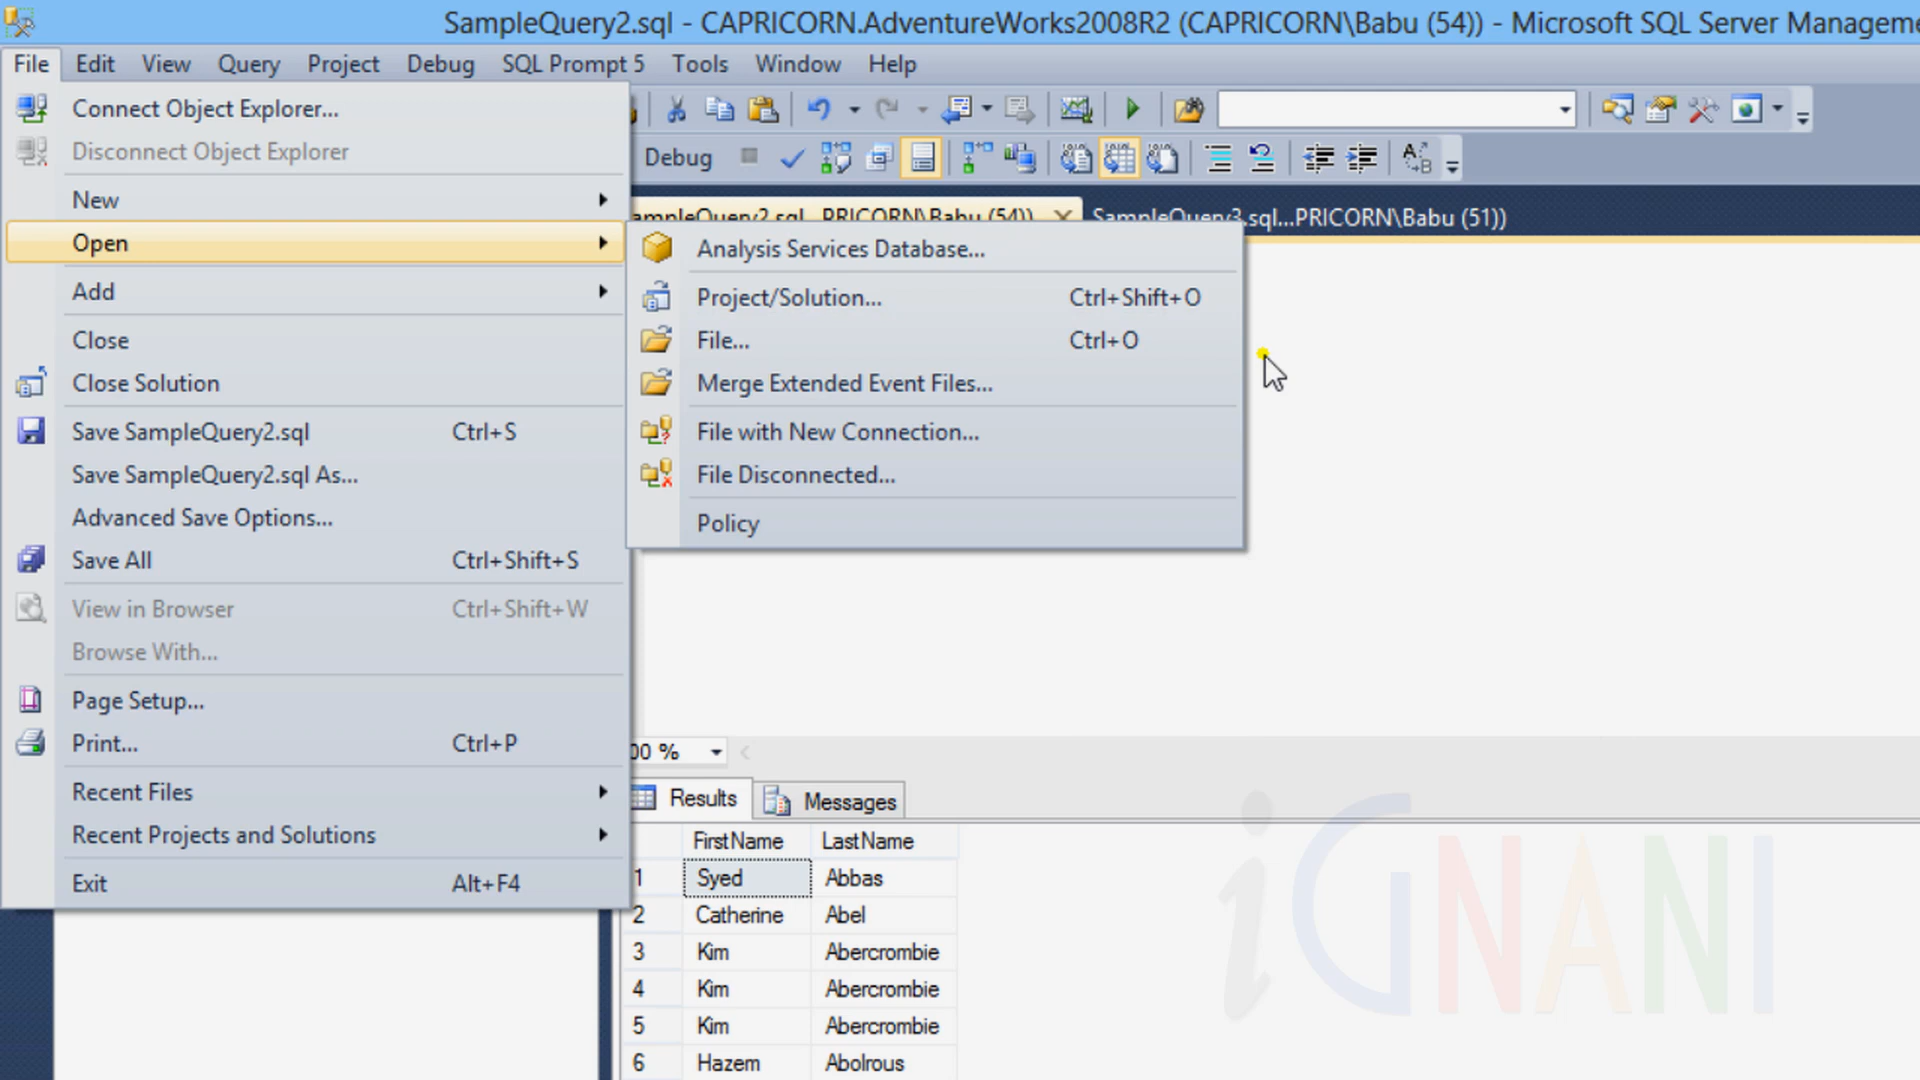 SampleQuery2.sql - CAPRICORN.AdventureWorks2008R2 (CAPRICORN\Babu (54)) - Microsoft SQL Server Manageme
File Edit View Query Project Debug SQL Prompt 5 Tools Window Help
Connect Object Explorer...
Disconnect Object Explorer
Debug
New
ampleQuery2.sql...PRICORN\Babu (54))
SampleQuery3.sql...PRICORN\Babu (51))
Open
Analysis Services Database...
Add
Project/Solution... Ctrl+Shift+O
Close
File... Ctrl+O
Close Solution
Merge Extended Event Files...
Save SampleQuery2.sql Ctrl+S
File with New Connection...
Save SampleQuery2.sql As...
File Disconnected...
Advanced Save Options...
Policy
Save All Ctrl+Shift+S
View in Browser Ctrl+Shift+W
Browse With...
Page Setup...
Print... Ctrl+P
00 %
Recent Files
Results Messages
Recent Projects and Solutions
Exit Alt+F4
FirstName LastName
1 Syed Abbas
2 Catherine Abel
3 Kim Abercrombie
4 Kim Abercrombie
5 Kim Abercrombie
6 Hazem Abolrous
iGNANI